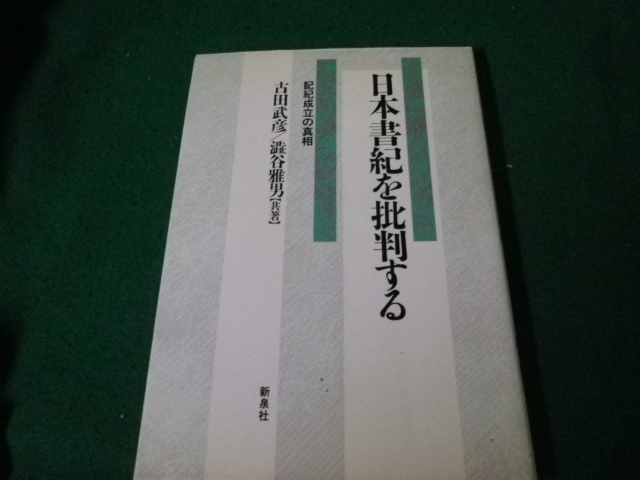 日本書紀を批判する
記紀成立の真相
古田武彦／澁谷雅男【共著】
新泉社